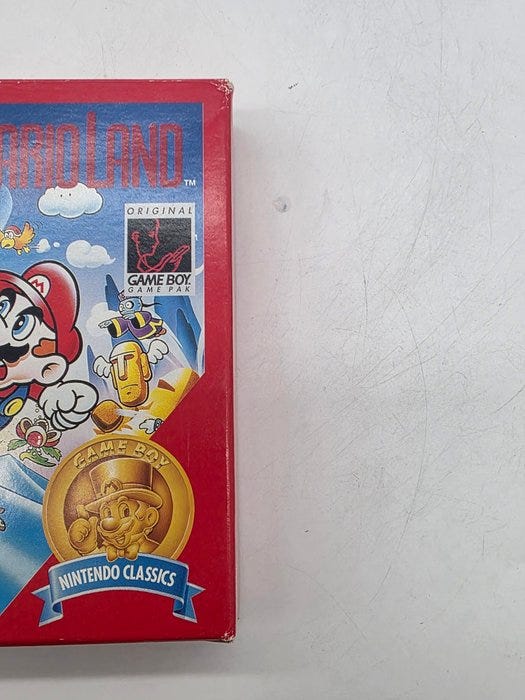 ARIO LAND
TM
ORIGINAL
GAME BOY
GAME PAK
M
GAME BOY
NINTENDO CLASSICS